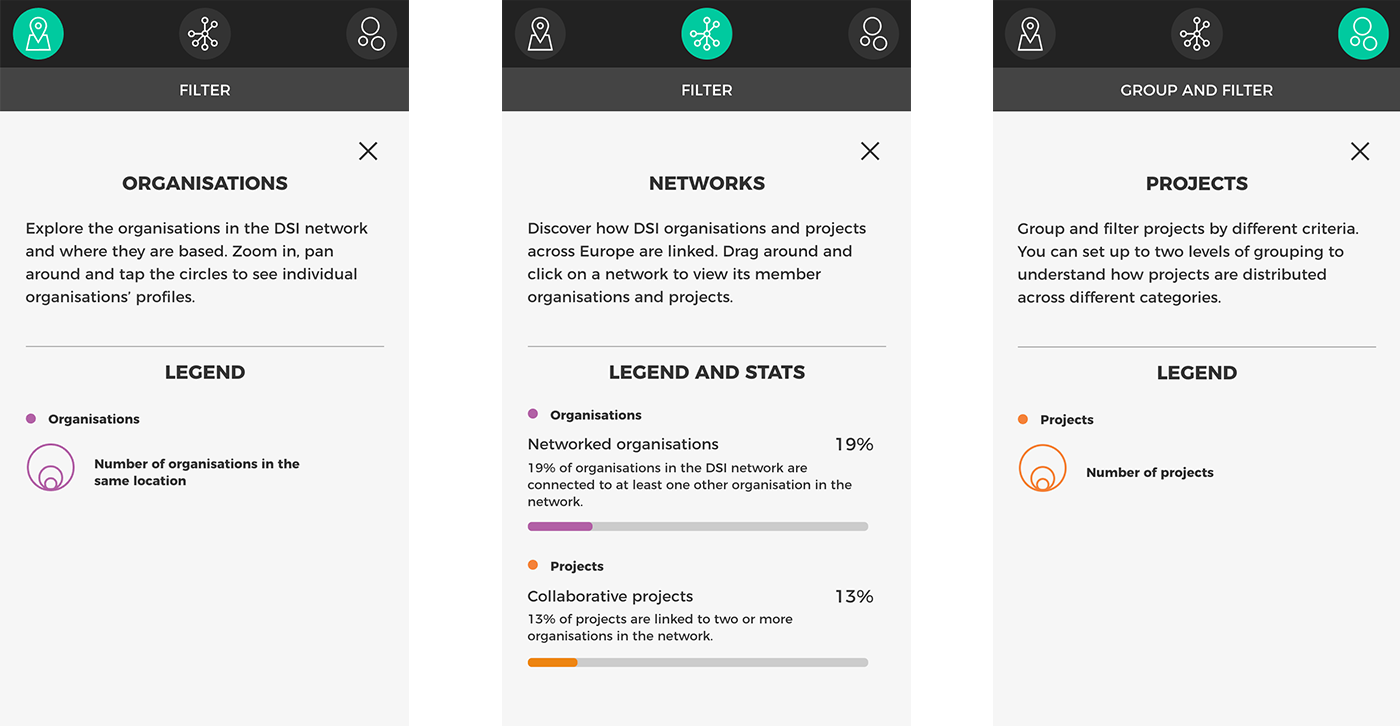 FILTER
ORGANISATIONS
Explore the organisations in the DSI network
and where they are based. Zoom in, pan
around and tap the circles to see individual
organisations’ profiles.
LEGEND
Organisations
Number of organisations in the
same location
FILTER
NETWORKS
Discover how DSI organisations and projects
across Europe are linked. Drag around and
click on a network to view its member
organisations and projects.
LEGEND AND STATS
Organisations
Networked organisations 19%
19% of organisations in the DSI network are
connected to at least one other organisation in the
network.
Projects
Collaborative projects 13%
13% of projects are linked to two or more
organisations in the network.
GROUP AND FILTER
PROJECTS
Group and filter projects by different criteria.
You can set up to two levels of grouping to
understand how projects are distributed
across different categories.
LEGEND
Projects
Number of projects